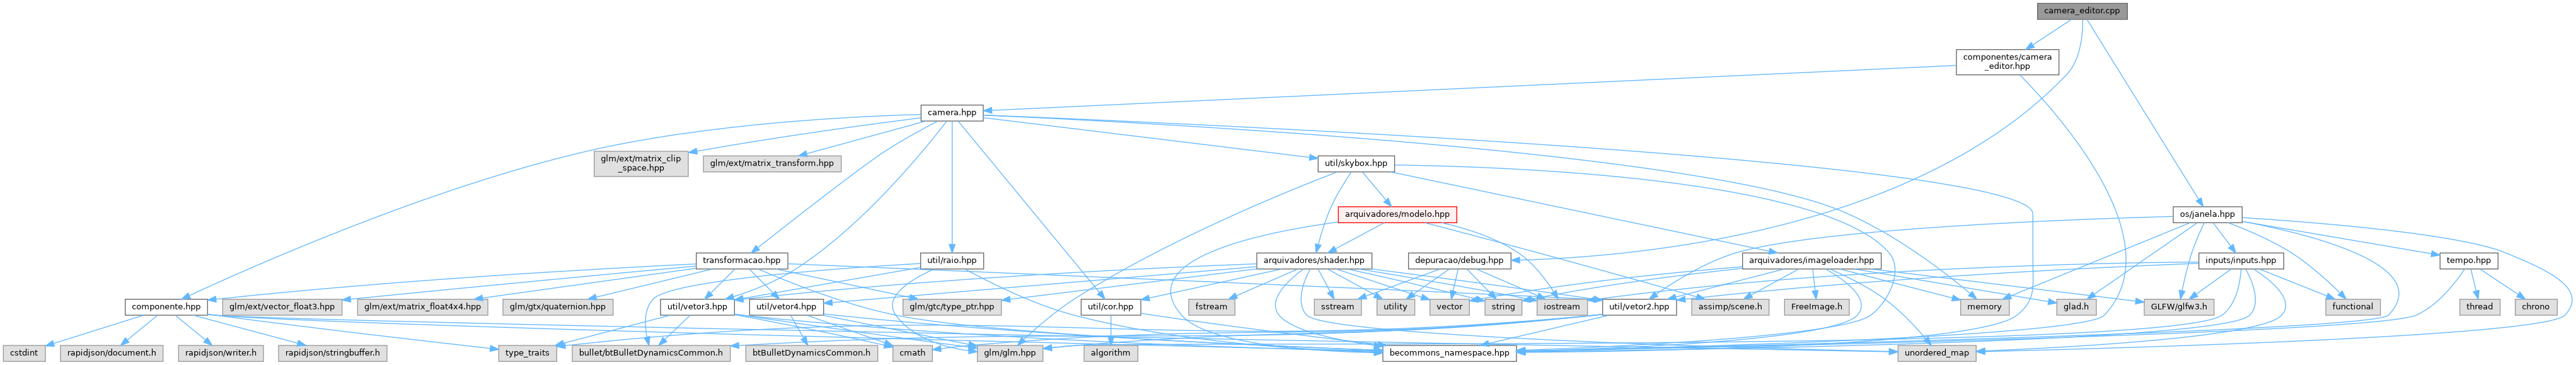 camera_editor.cpp
componentes/camera
_editor.hpp
camera.hpp
glm/ext/matrix_clip
_space.hpp
glm/ext/matrix_transform.hpp
util/skybox.hpp
arquivadores/modelo.hpp
os/janela.hpp
transformacao.hpp
util/raio.hpp
arquivadores/shader.hpp
depuracao/debug.hpp
arquivadores/imageloader.hpp
inputs/inputs.hpp
tempo.hpp
componente.hpp
glm/ext/vector_float3.hpp
glm/ext/matrix_float4x4.hpp
glm/gtx/quaternion.hpp
util/vetor3.hpp
util/vetor4.hpp
glm/gtc/type_ptr.hpp
util/cor.hpp
fstream
sstream
utility
vector
string
iostream
util/vetor2.hpp
assimp/scene.h
FreeImage.h
memory
glad.h
GLFW/glfw3.h
functional
thread
chrono
cstdint
rapidjson/document.h
rapidjson/writer.h
rapidjson/stringbuffer.h
type_traits
bullet/btBulletDynamicsCommon.h
btBulletDynamicsCommon.h
cmath
glm/glm.hpp
algorithm
becommons_namespace.hpp
unordered_map